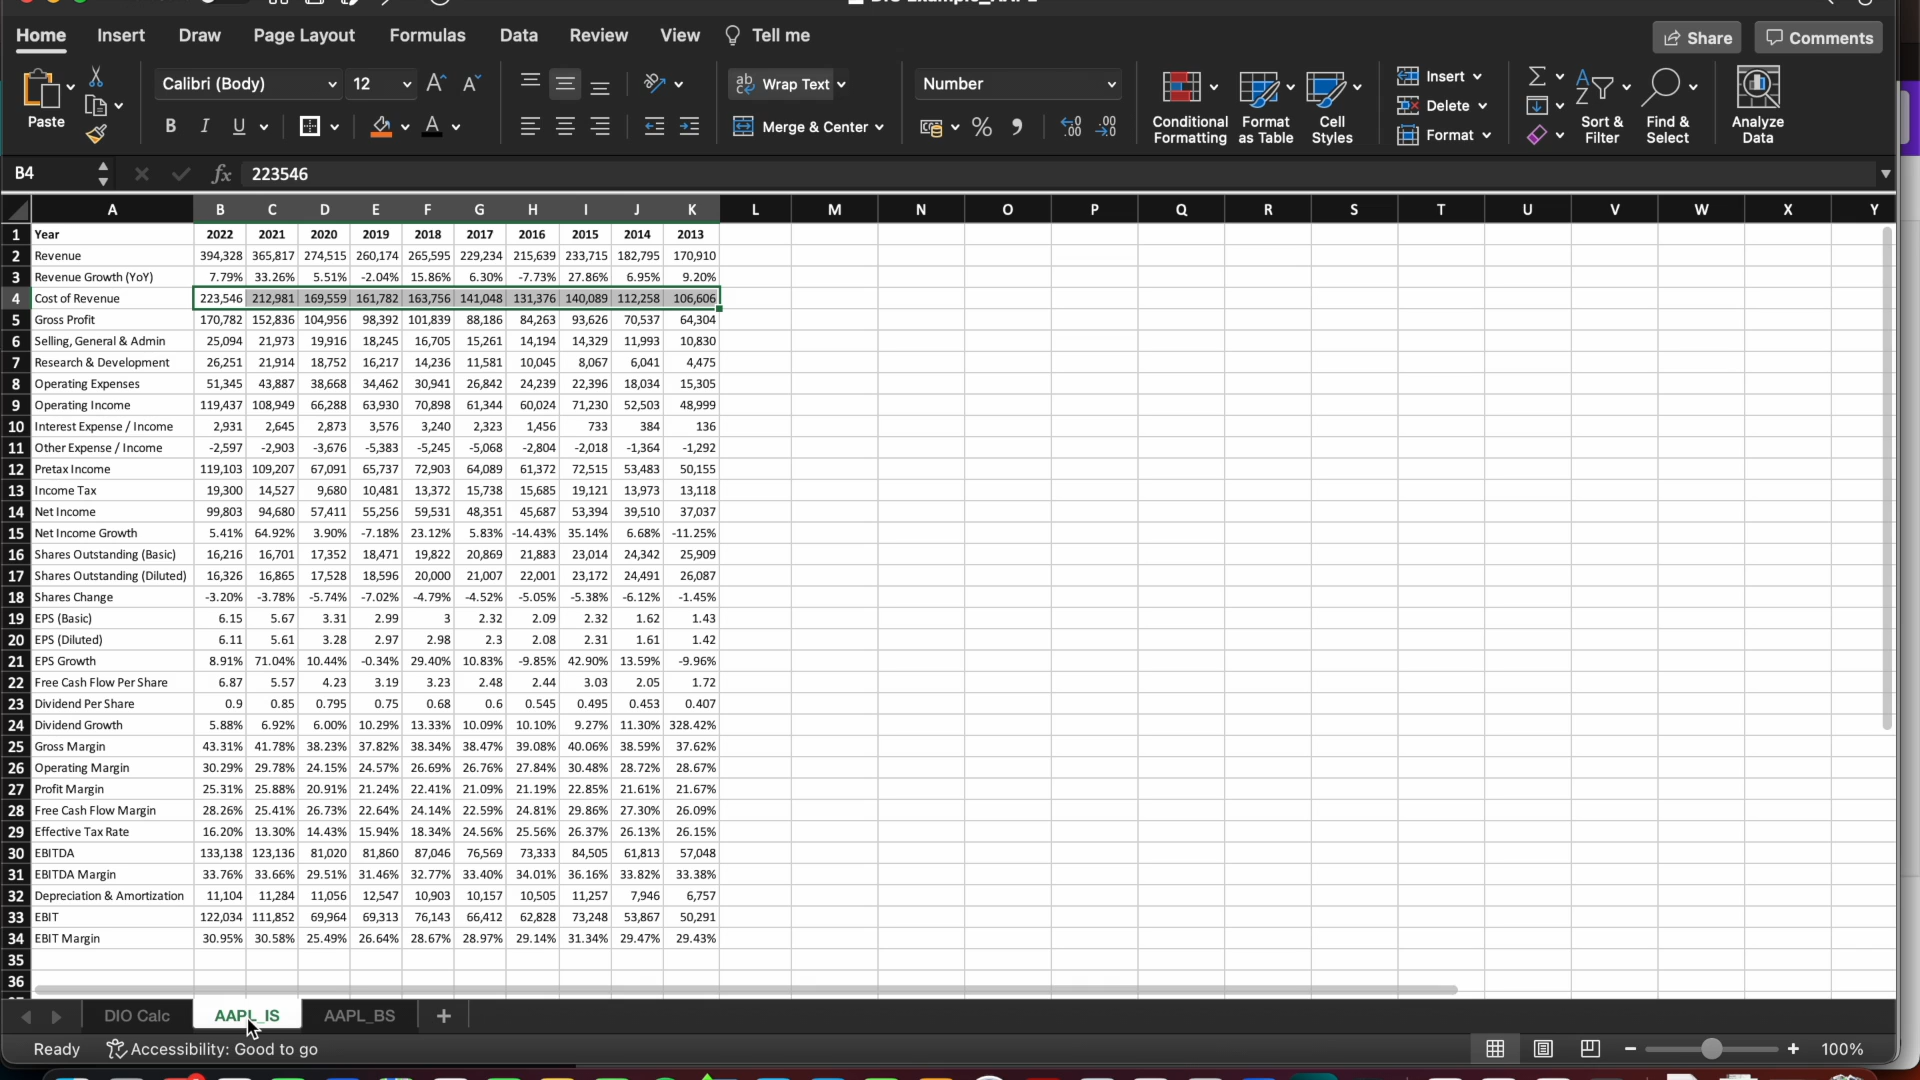 Home Insert Draw Page Layout Formulas Data Review View Tell me Share Comments
Paste Calibri (Body) 12 ab Wrap Text Number Insert
B I U A Merge & Center % Delete
Conditional Formatting Format as Table Cell Styles Format Sort & Filter Find & Select Analyze Data
B4 fx 223546
A B C D E F G H I J K L M N O P Q R S T U V W X Y
1 Year 2022 2021 2020 2019 2018 2017 2016 2015 2014 2013
2 Revenue 394,328 365,817 274,515 260,174 265,595 229,234 215,639 233,715 182,795 170,910
3 Revenue Growth (YoY) 7.79% 33.26% 5.51% -2.04% 15.86% 6.30% -7.73% 27.86% 6.95% 9.20%
4 Cost of Revenue 223,546 212,981 169,559 161,782 163,756 141,048 131,376 140,089 112,258 106,606
5 Gross Profit 170,782 152,836 104,956 98,392 101,839 88,186 84,263 93,626 70,537 64,304
6 Selling, General & Admin 25,094 21,973 19,916 18,245 16,705 15,261 14,194 14,329 11,993 10,830
7 Research & Development 26,251 21,914 18,752 16,217 14,236 11,581 10,045 8,067 6,041 4,475
8 Operating Expenses 51,345 43,887 38,668 34,462 30,941 26,842 24,239 22,396 18,034 15,305
9 Operating Income 119,437 108,949 66,288 63,930 70,898 61,344 60,024 71,230 52,503 48,999
10 Interest Expense / Income 2,931 2,645 2,873 3,576 3,240 2,323 1,456 733 384 136
11 Other Expense / Income -2,597 -2,903 -3,676 -5,383 -5,245 -5,068 -2,804 -2,018 -1,364 -1,292
12 Pretax Income 119,103 109,207 67,091 65,737 72,903 64,089 61,372 72,515 53,483 50,155
13 Income Tax 19,300 14,527 9,680 10,481 13,372 15,738 15,685 19,121 13,973 13,118
14 Net Income 99,803 94,680 57,411 55,256 59,531 48,351 45,687 53,394 39,510 37,037
15 Net Income Growth 5.41% 64.92% 3.90% -7.18% 23.12% 5.83% -14.43% 35.14% 6.68% -11.25%
16 Shares Outstanding (Basic) 16,216 16,701 17,352 18,471 19,822 20,869 21,883 23,014 24,342 25,909
17 Shares Outstanding (Diluted) 16,326 16,865 17,528 18,596 20,000 21,007 22,001 23,172 24,491 26,087
18 Shares Change -3.20% -3.78% -5.74% -7.02% -4.79% -4.52% -5.05% -5.38% -6.12% -1.45%
19 EPS (Basic) 6.15 5.67 3.31 2.99 3 2.32 2.09 2.32 1.62 1.43
20 EPS (Diluted) 6.11 5.61 3.28 2.97 2.98 2.3 2.08 2.31 1.61 1.42
21 EPS Growth 8.91% 71.04% 10.44% -0.34% 29.40% 10.83% -9.85% 42.90% 13.59% -9.96%
22 Free Cash Flow Per Share 6.87 5.57 4.23 3.19 3.23 2.48 2.44 3.03 2.05 1.72
23 Dividend Per Share 0.9 0.85 0.795 0.75 0.68 0.6 0.545 0.495 0.453 0.407
24 Dividend Growth 5.88% 6.92% 6.00% 10.29% 13.33% 10.09% 10.10% 9.27% 11.30% 328.42%
25 Gross Margin 43.31% 41.78% 38.23% 37.82% 38.34% 38.47% 39.08% 40.06% 38.59% 37.62%
26 Operating Margin 30.29% 29.78% 24.15% 24.57% 26.69% 26.76% 27.84% 30.48% 28.72% 28.67%
27 Profit Margin 25.31% 25.88% 20.91% 21.24% 22.41% 21.09% 21.19% 22.85% 21.61% 21.67%
28 Free Cash Flow Margin 28.26% 25.41% 26.73% 22.64% 24.14% 22.59% 24.81% 29.86% 27.30% 26.09%
29 Effective Tax Rate 16.20% 13.30% 14.43% 15.94% 18.34% 24.56% 25.56% 26.37% 26.13% 26.15%
30 EBITDA 133,138 123,136 81,020 81,860 87,046 76,569 73,333 84,505 61,813 57,048
31 EBITDA Margin 33.76% 33.66% 29.51% 31.46% 32.77% 33.40% 34.01% 36.16% 33.82% 33.38%
32 Depreciation & Amortization 11,104 11,284 11,056 12,547 10,903 10,157 10,505 11,257 7,946 6,757
33 EBIT 122,034 111,852 69,964 69,313 76,143 66,412 62,828 73,248 53,867 50,291
34 EBIT Margin 30.95% 30.58% 25.49% 26.64% 28.67% 28.97% 29.14% 31.34% 29.47% 29.43%
35
36
DIO Calc AAPL_IS AAPL_BS +
Ready Accessibility: Good to go 100%